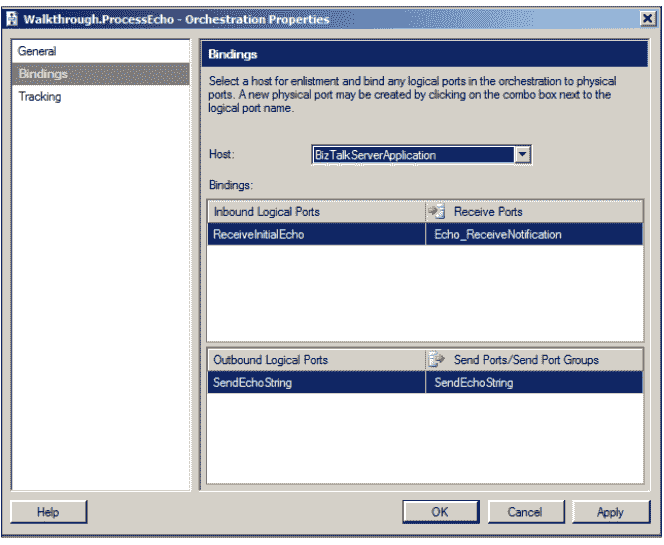 Walkthrough.ProcessEcho - Orchestration Properties
General
Bindings
Tracking
Bindings
Select a host for enlistment and bind any logical ports in the orchestration to physical
ports. A new physical port may be created by clicking on the combo box next to the
logical port name.
Host: BizTalkServerApplication
Bindings:
Inbound Logical Ports Receive Ports
ReceiveInitialEcho Echo_ReceiveNotification
Outbound Logical Ports Send Ports/Send Port Groups
SendEchoString SendEchoString
Help OK Cancel Apply